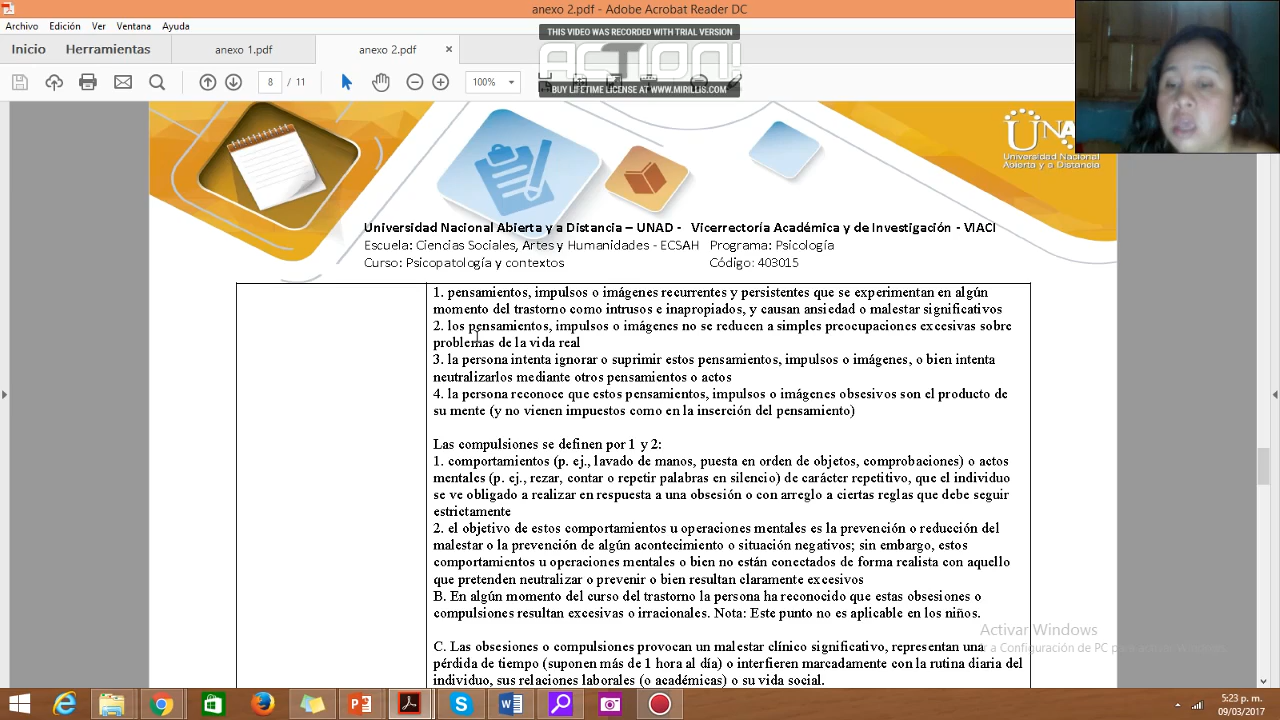 anexo 2.pdf - Adobe Acrobat Reader DC
Archivo Edición Ver Ventana Ayuda
THIS VIDEO WAS RECORDED WITH TRIAL VERSION
ACTION!
BUY LIFETIME LICENSE AT WWW.MIRILLIS.COM
Inicio Herramientas anexo 1.pdf anexo 2.pdf ×
8 / 11 100%
UNA
Universidad Nacional
Abierta y a Distancia
Universidad Nacional Abierta y a Distancia – UNAD - Vicerrectoría Académica y de Investigación - VIACI
Escuela: Ciencias Sociales, Artes y Humanidades - ECSAH Programa: Psicología
Curso: Psicopatología y contextos Código: 403015
1. pensamientos, impulsos o imágenes recurrentes y persistentes que se experimentan en algún
momento del trastorno como intrusos e inapropiados, y causan ansiedad o malestar significativos
2. los pensamientos, impulsos o imágenes no se reducen a simples preocupaciones excesivas sobre
problemas de la vida real
3. la persona intenta ignorar o suprimir estos pensamientos, impulsos o imágenes, o bien intenta
neutralizarlos mediante otros pensamientos o actos
4. la persona reconoce que estos pensamientos, impulsos o imágenes obsesivos son el producto de
su mente (y no vienen impuestos como en la inserción del pensamiento)
Las compulsiones se definen por 1 y 2:
1. comportamientos (p. ej., lavado de manos, puesta en orden de objetos, comprobaciones) o actos
mentales (p. ej., rezar, contar o repetir palabras en silencio) de carácter repetitivo, que el individuo
se ve obligado a realizar en respuesta a una obsesión o con arreglo a ciertas reglas que debe seguir
estrictamente
2. el objetivo de estos comportamientos u operaciones mentales es la prevención o reducción del
malestar o la prevención de algún acontecimiento o situación negativos; sin embargo, estos
comportamientos u operaciones mentales o bien no están conectados de forma realista con aquello
que pretenden neutralizar o prevenir o bien resultan claramente excesivos
B. En algún momento del curso del trastorno la persona ha reconocido que estas obsesiones o
compulsiones resultan excesivas o irracionales. Nota: Este punto no es aplicable en los niños.
C. Las obsesiones o compulsiones provocan un malestar clínico significativo, representan una
pérdida de tiempo (suponen más de 1 hora al día) o interfieren marcadamente con la rutina diaria del
individuo, sus relaciones laborales (o académicas) o su vida social.
Activar Windows
Ir a Configuración de PC para activar Windows.
5:23 p. m.
09/03/2017